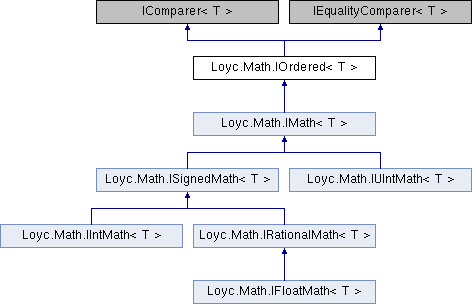 IComparer< T >
IEqualityComparer< T >
Loyc.Math.IOrdered< T >
Loyc.Math.IMath< T >
Loyc.Math.ISignedMath< T >
Loyc.Math.IUIntMath< T >
Loyc.Math.IIntMath< T >
Loyc.Math.IRationalMath< T >
Loyc.Math.IFloatMath< T >